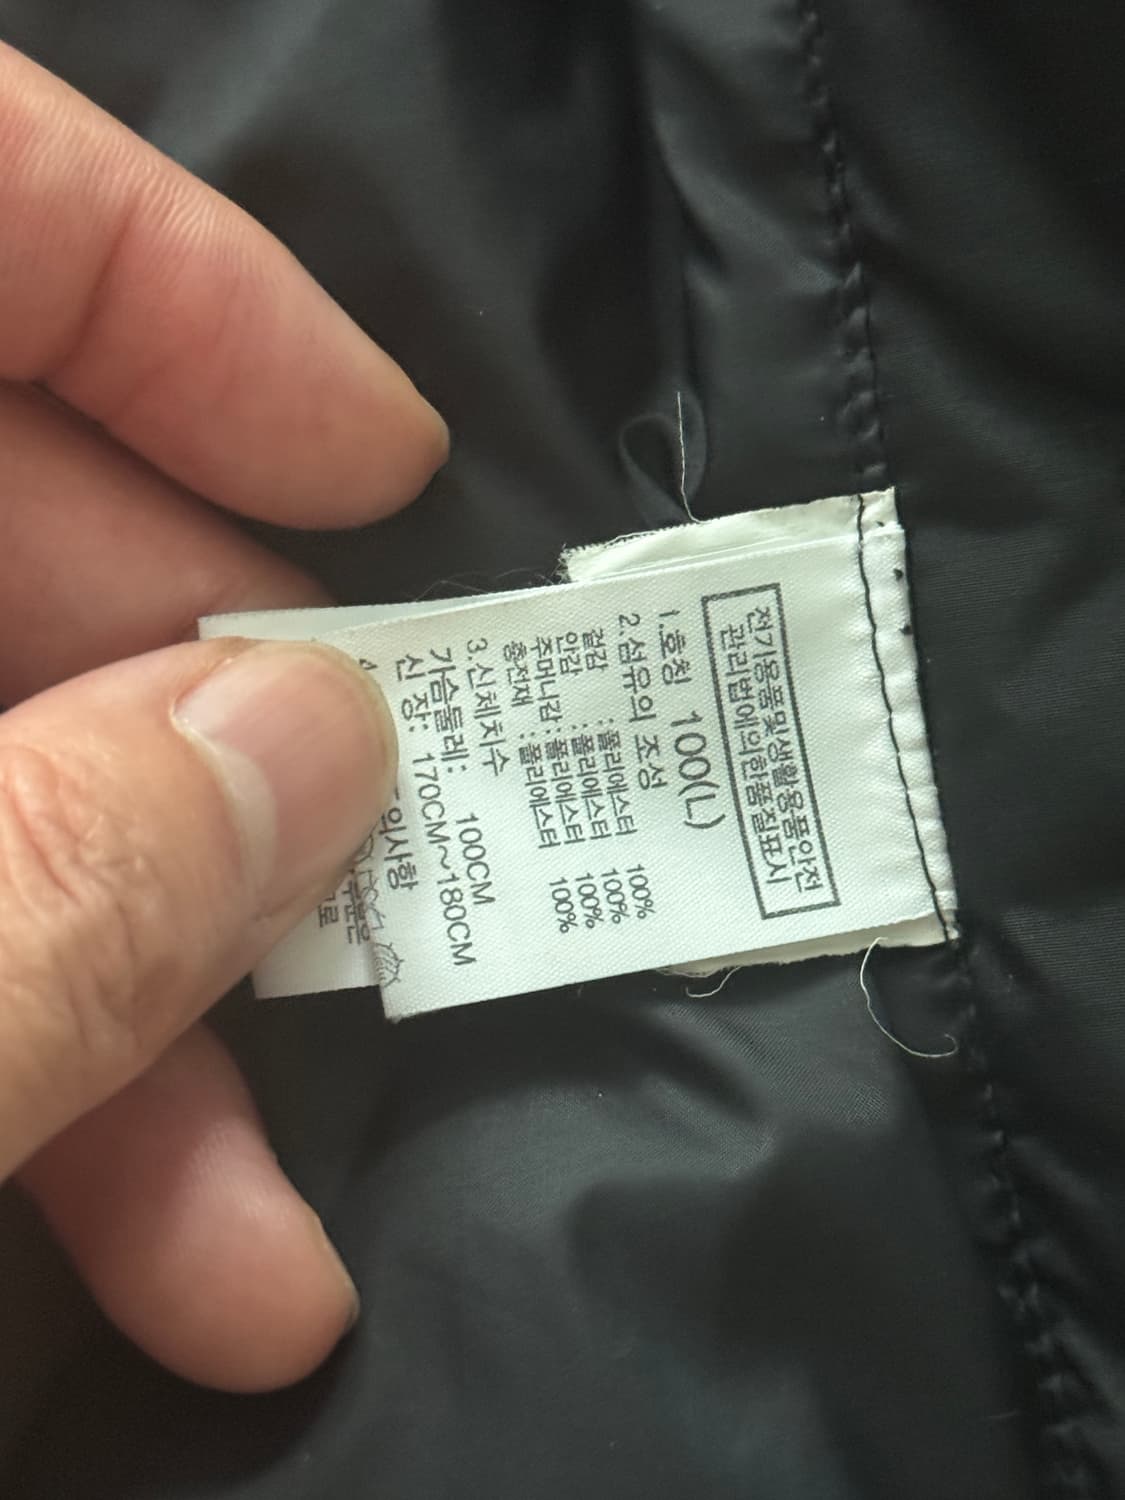 전기용품및생활용품안전
관리법에의한품질표시
1.호칭 100(L)
2.섬유의 조성
겉감 :폴리에스터 100%
안감 :폴리에스터 100%
주머니감:폴리에스터 100%
충전재 :폴리에스터 100%
3.신체치수
가슴둘레: 100CM
신 장: 170CM~180CM
의사항